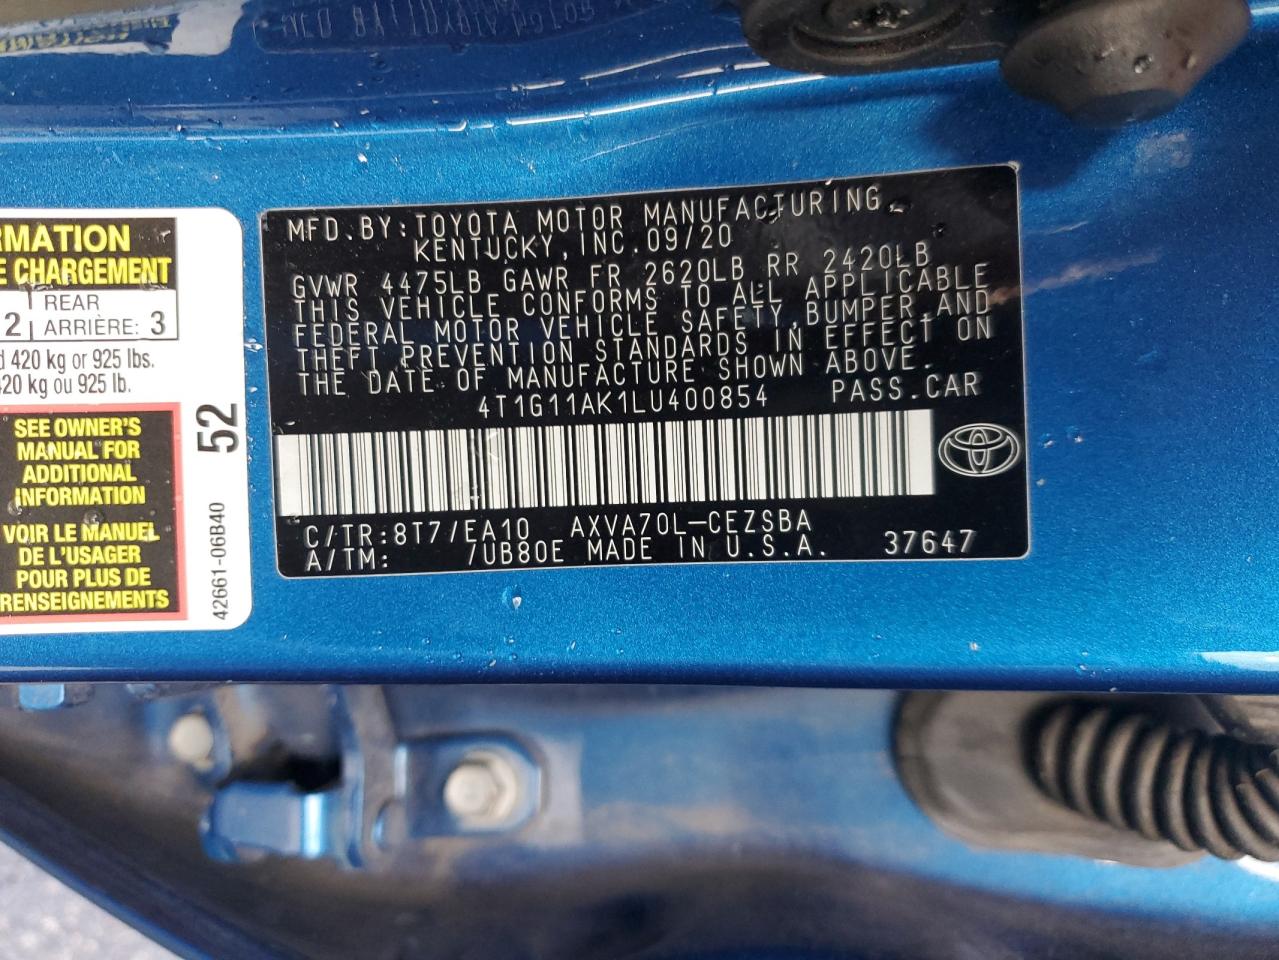 MFD.BY:TOYOTA MOTOR MANUFACTURING
KENTUCKY,INC.09/20
GVWR 4475LB GAWR FR 2620LB RR 2420LB
THIS VEHICLE CONFORMS TO ALL APPLICABLE
FEDERAL MOTOR VEHICLE SAFETY,BUMPER,AND
THEFT PREVENTION STANDARDS IN EFFECT ON
THE DATE OF MANUFACTURE SHOWN ABOVE.
4T1G11AK1LU400854 PASS.CAR
C/TR:8T7/EA10 AXVA70L-CEZSBA
A/TM: /UB80E MADE IN U.S.A. 37647
E CHARGEMENT
2 REAR
ARRIÈRE: 3
420 kg or 925 lbs.
420 kg ou 925 lb.
SEE OWNER'S
MANUAL FOR
ADDITIONAL
INFORMATION
VOIR LE MANUEL
DE L'USAGER
POUR PLUS DE
RENSEIGNEMENTS
52
42661-06B40